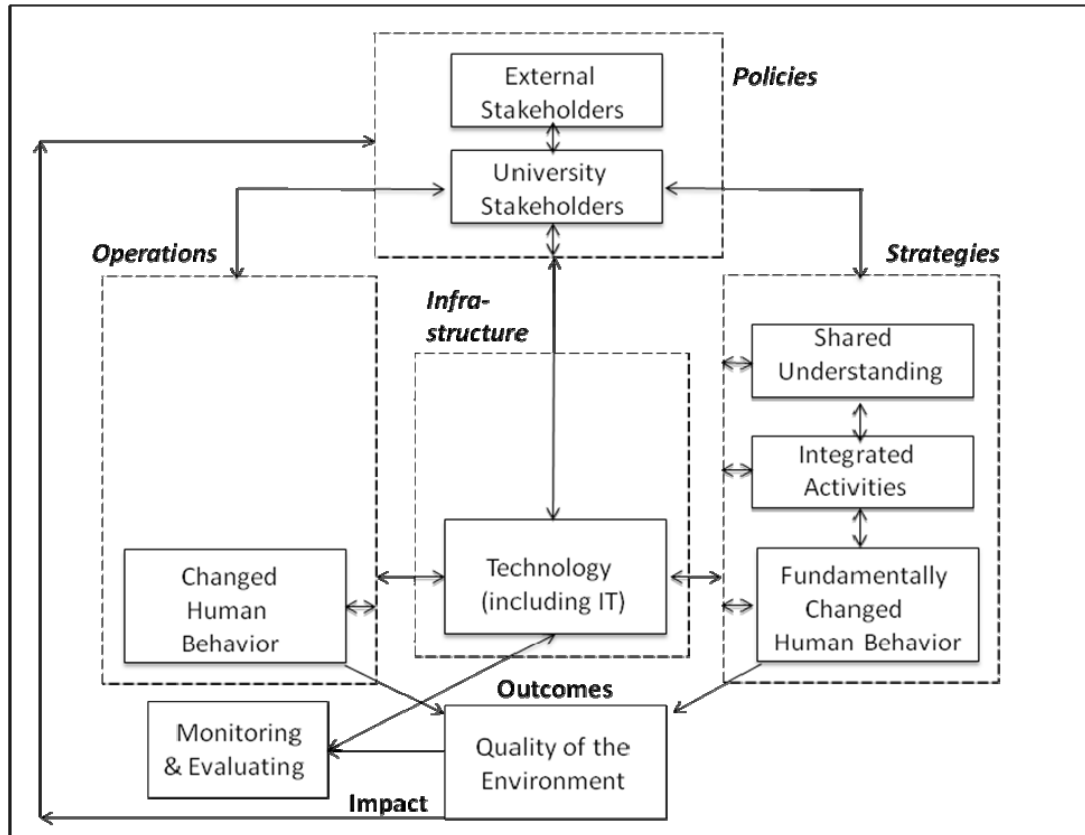 External
Stakeholders
Policies
University
Stakeholders
Operations
Strategies
Infra-
structure
Shared
Understanding
Integrated
Activities
Changed
Human
Behavior
Technology
(including IT)
Fundamentally
Changed
Human Behavior
Outcomes
Monitoring
& Evaluating
Quality of the
Environment
Impact